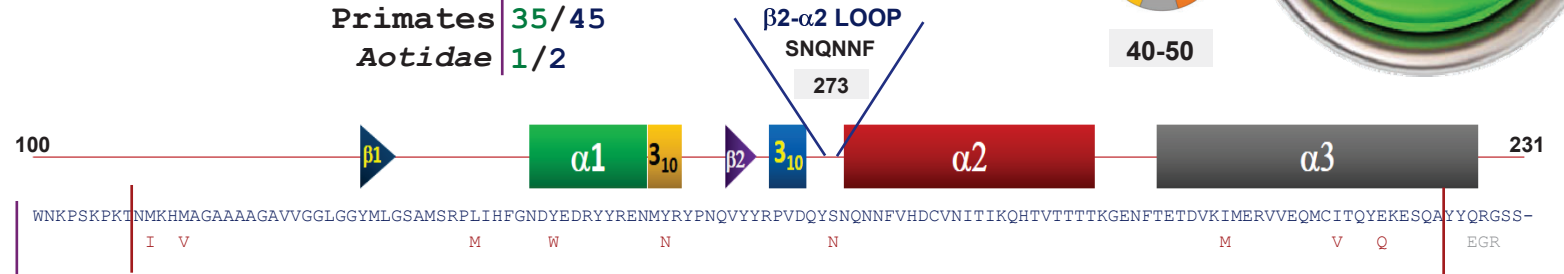 Primates 35/45
Aotidae 1/2
β2-α2 LOOP
SNQNNF
273
40-50
100 β1 α1 3₁₀ β2 3₁₀ α2 α3 231
WNKPSKPKTNMKHMAGAAAAGAVVGGLGGYMLGSAMSRPLIHFGNDYEDRYYRENMYRYPNQVYYRPVDQYSNQNNFVHDCVNITIKQHTVTTTTKGENFTETDVKIMERVVEQMCITQYEKESQAYYQRGSS-
I V M W N N M V Q EGR